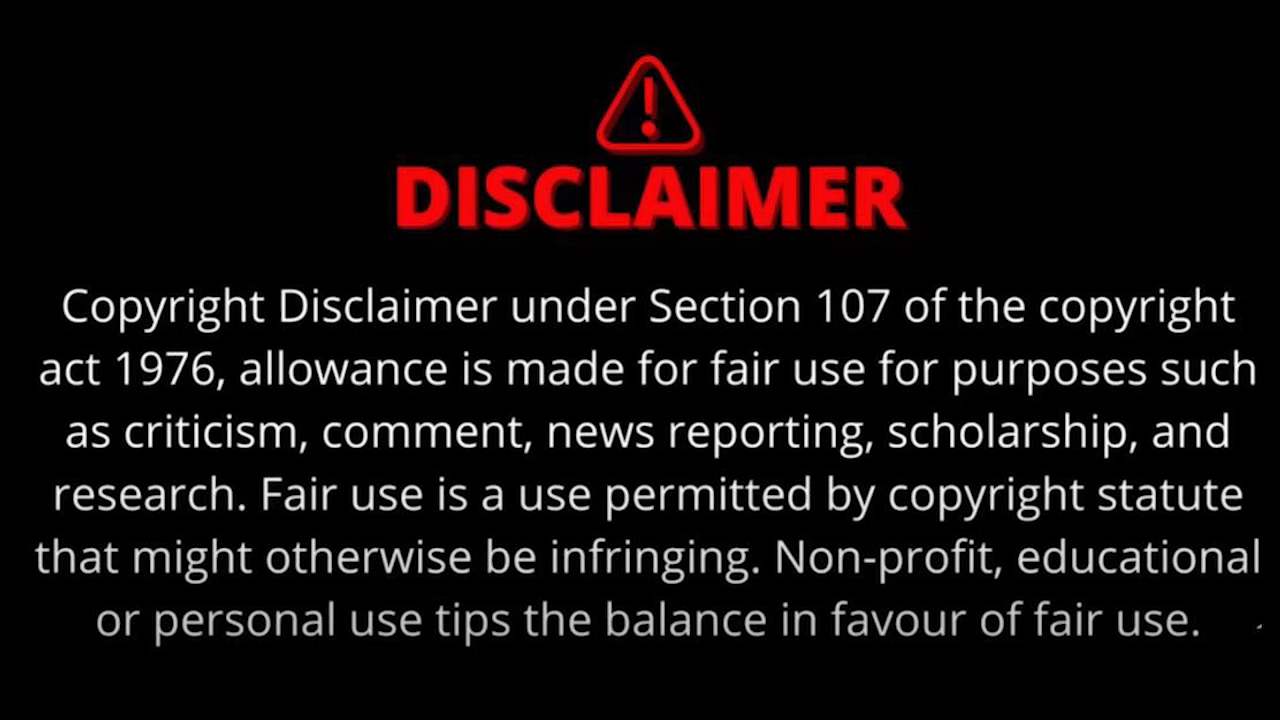 DISCLAIMER
Copyright Disclaimer under Section 107 of the copyright
act 1976, allowance is made for fair use for purposes such
as criticism, comment, news reporting, scholarship, and
research. Fair use is a use permitted by copyright statute
that might otherwise be infringing. Non-profit, educational
or personal use tips the balance in favour of fair use.